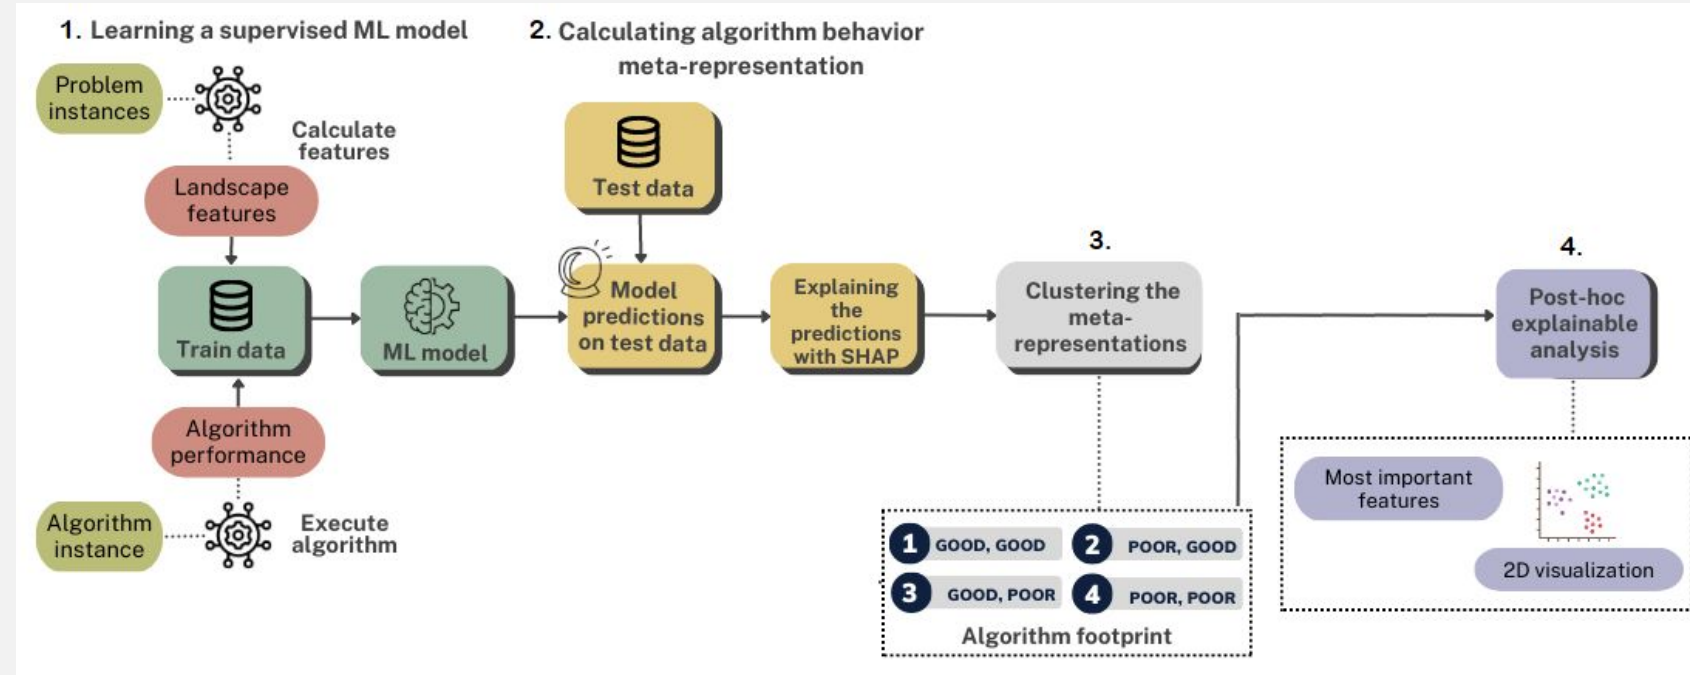 1. Learning a supervised ML model
Problem
instances
Calculate
features
Landscape
features
Train data
ML model
Algorithm
performance
Algorithm
instance
Execute
algorithm
2. Calculating algorithm behavior
meta-representation
Test data
Model
predictions
on test data
Explaining
the
predictions
with SHAP
3.
Clustering the
meta-
representations
1 GOOD, GOOD
2 POOR, GOOD
3 GOOD, POOR
4 POOR, POOR
Algorithm footprint
4.
Post-hoc
explainable
analysis
Most important
features
2D visualization